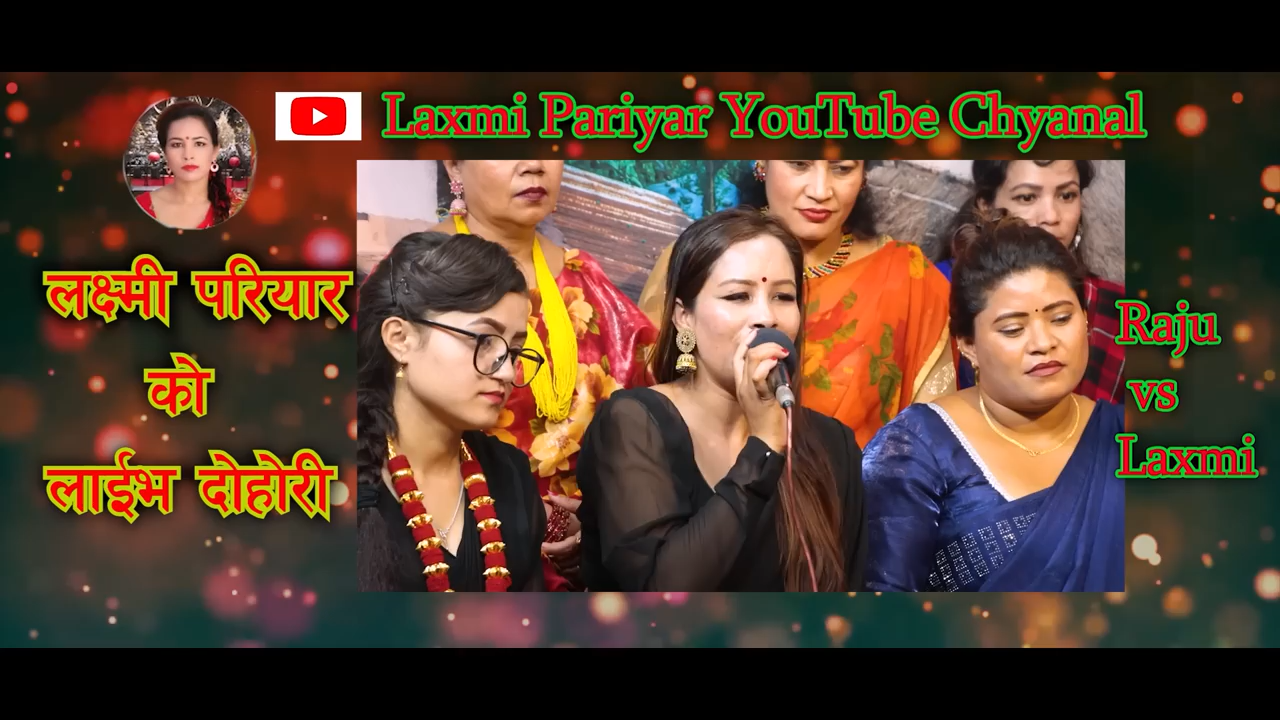 Laxmi Pariyar YouTube Chyanal
लक्ष्मी परियार
को
लाईभ दोहोरी
Raju
vs
Laxmi